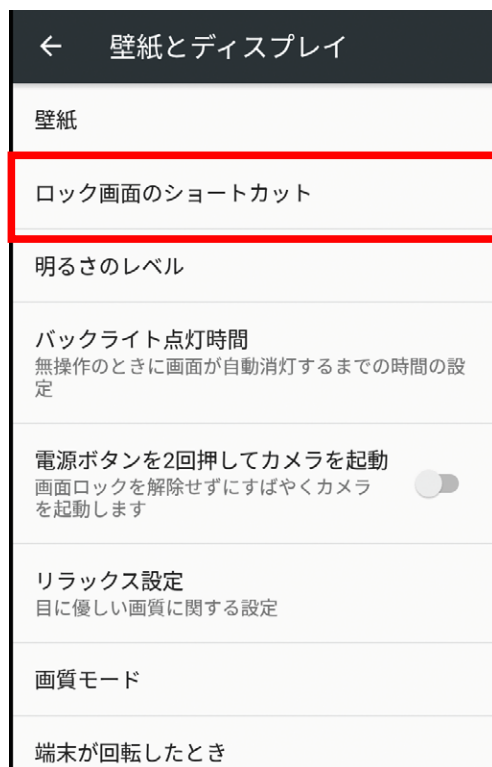 ← 壁紙とディスプレイ
壁紙
ロック画面のショートカット
明るさのレベル
バックライト点灯時間
無操作のときに画面が自動消灯するまでの時間の設
定
電源ボタンを2回押してカメラを起動
画面ロックを解除せずにすばやくカメラ
を起動します
リラックス設定
目に優しい画質に関する設定
画質モード
端末が回転したとき